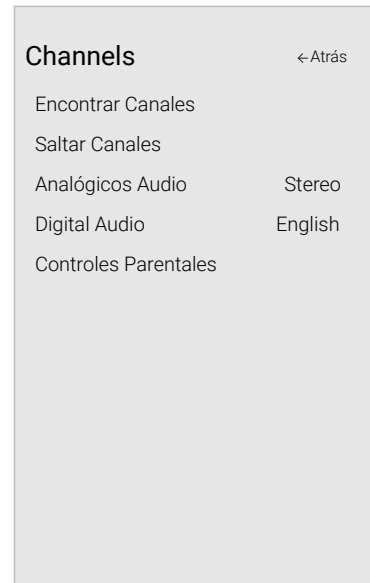 Channels ←Atrás
Encontrar Canales
Saltar Canales
Analógicos Audio Stereo
Digital Audio English
Controles Parentales